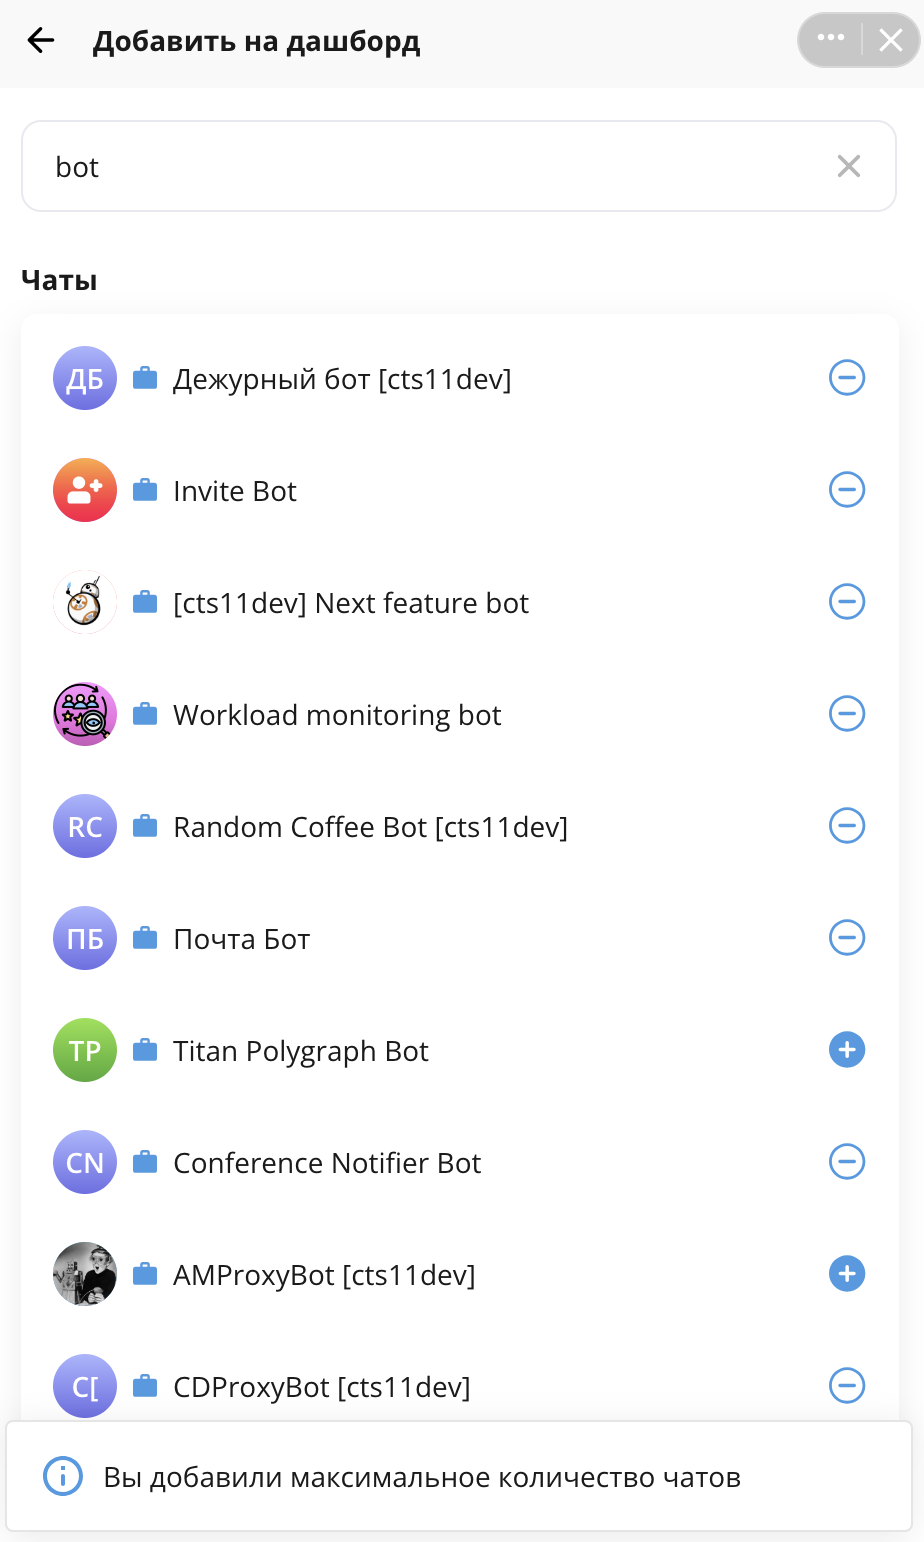 Добавить на дашборд
bot
Чаты
ДБ Дежурный бот [cts11dev]
Invite Bot
[cts11dev] Next feature bot
Workload monitoring bot
RC Random Coffee Bot [cts11dev]
ПБ Почта Бот
TP Titan Polygraph Bot
CN Conference Notifier Bot
AMProxyBot [cts11dev]
C[ CDProxyBot [cts11dev]
Вы добавили максимальное количество чатов